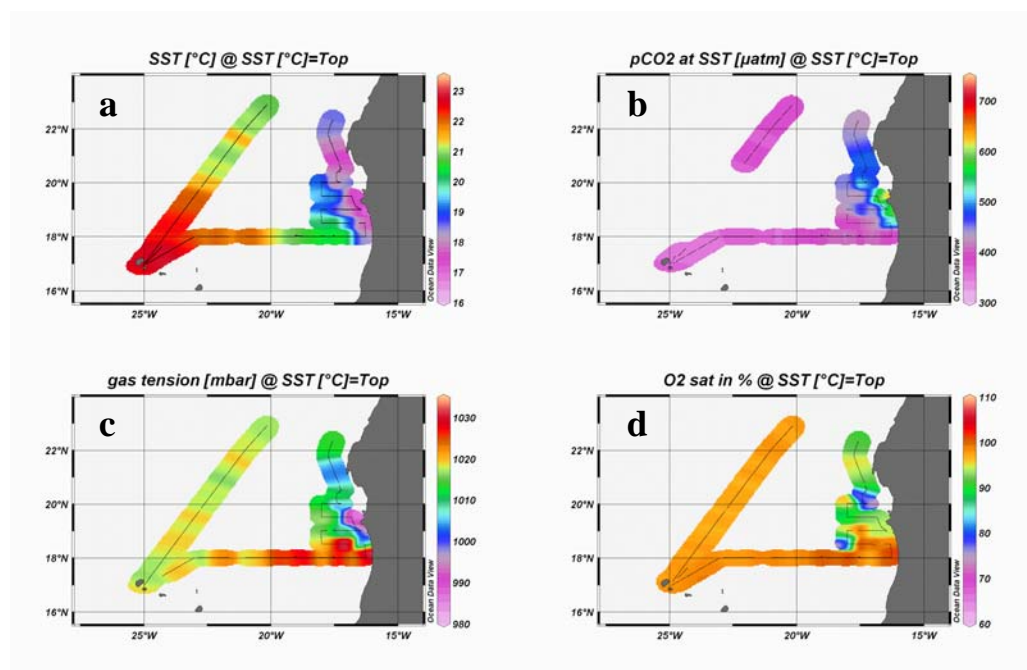 SST [°C] @ SST [°C]=Top
a
22°N
20°N
18°N
16°N
25°W
20°W
15°W
23
22
21
20
19
18
17
16
Ocean Data View
pCO2 at SST [µatm] @ SST [°C]=Top
b
22°N
20°N
18°N
16°N
25°W
20°W
15°W
700
600
500
400
300
Ocean Data View
gas tension [mbar] @ SST [°C]=Top
c
22°N
20°N
18°N
16°N
25°W
20°W
15°W
1030
1020
1010
1000
990
980
Ocean Data View
O2 sat in % @ SST [°C]=Top
d
22°N
20°N
18°N
16°N
25°W
20°W
15°W
110
100
90
80
70
60
Ocean Data View